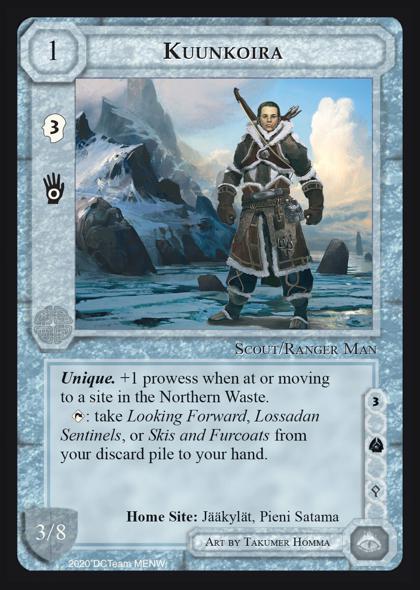 1
Kuunkoira
3
Scout/Ranger Man
Unique. +1 prowess when at or moving
to a site in the Northern Waste.
: take Looking Forward, Lossadan
Sentinels, or Skis and Furcoats from
your discard pile to your hand.
3
Home Site: Jääkylät, Pieni Satama
3/8
Art by Takumer Homma
2020 DCTeam MENW